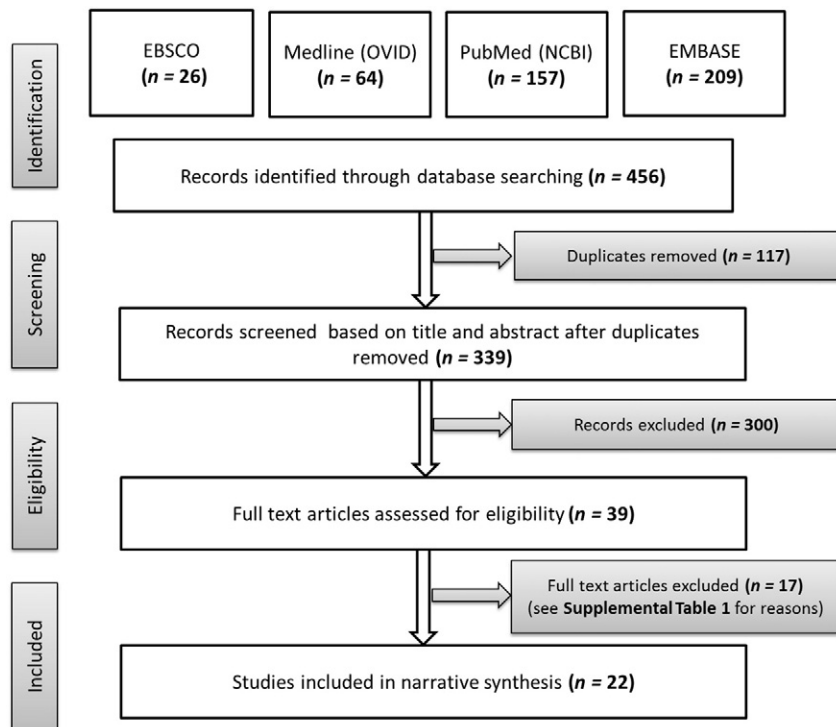 EBSCO
(n = 26)
Medline (OVID)
(n = 64)
PubMed (NCBI)
(n = 157)
EMBASE
(n = 209)
Identification
Records identified through database searching (n = 456)
Duplicates removed (n = 117)
Screening
Records screened based on title and abstract after duplicates
removed (n = 339)
Records excluded (n = 300)
Eligibility
Full text articles assessed for eligibility (n = 39)
Full text articles excluded (n = 17)
(see Supplemental Table 1 for reasons)
Included
Studies included in narrative synthesis (n = 22)